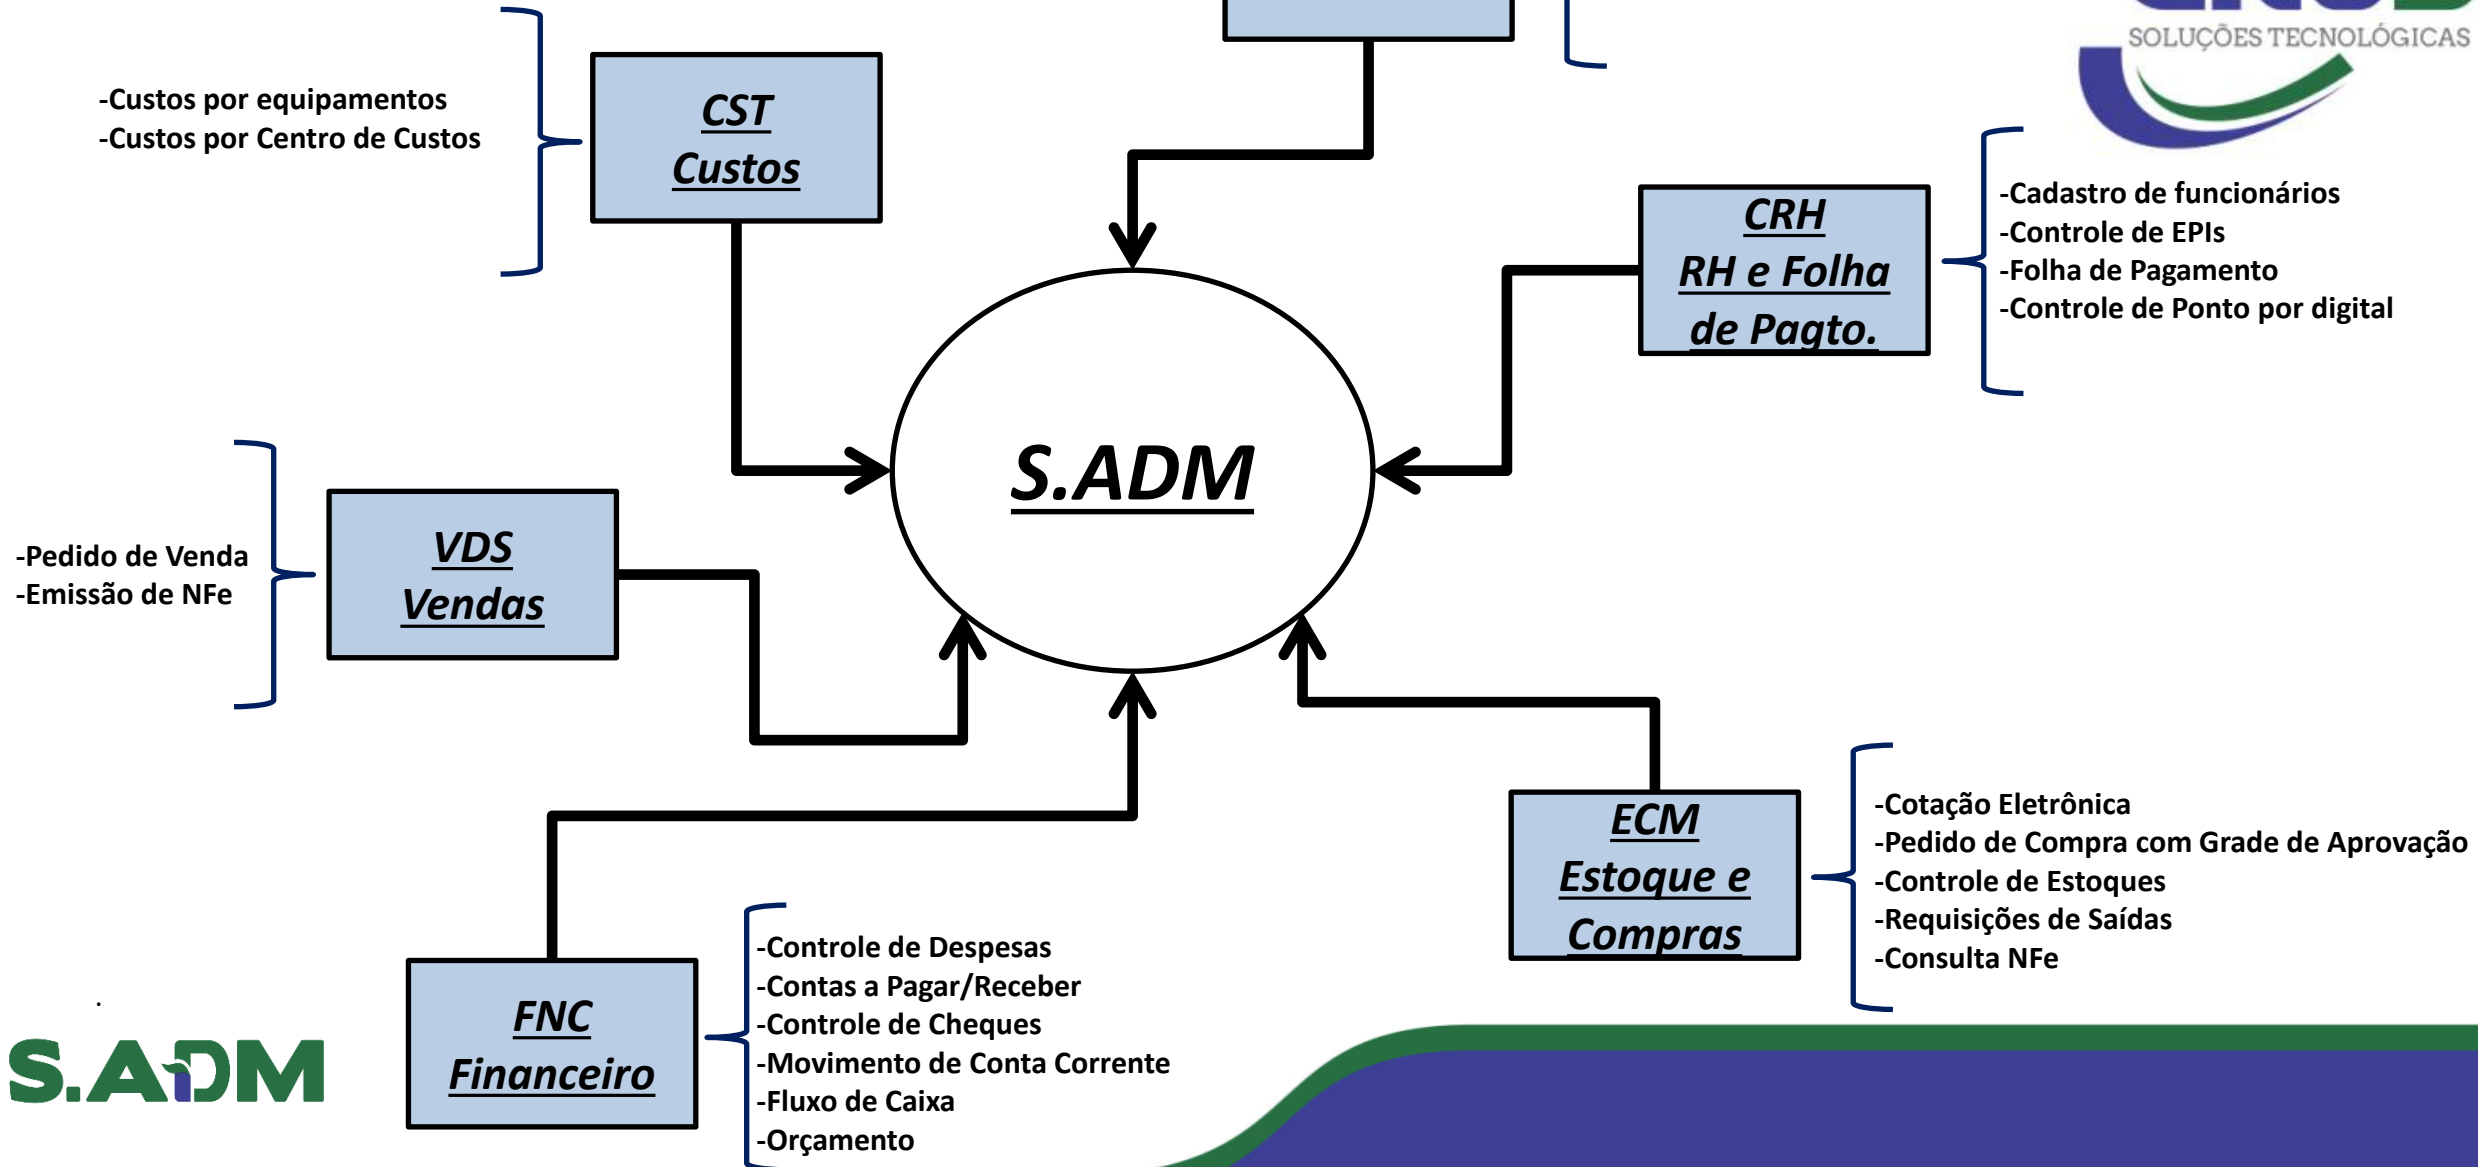 SOLUÇÕES TECNOLÓGICAS
-Custos por equipamentos
-Custos por Centro de Custos
CST
Custos
CRH
RH e Folha
de Pagto.
-Cadastro de funcionários
-Controle de EPIs
-Folha de Pagamento
-Controle de Ponto por digital
S.ADM
-Pedido de Venda
-Emissão de NFe
VDS
Vendas
ECM
Estoque e
Compras
-Cotação Eletrônica
-Pedido de Compra com Grade de Aprovação
-Controle de Estoques
-Requisições de Saídas
-Consulta NFe
FNC
Financeiro
-Controle de Despesas
-Contas a Pagar/Receber
-Controle de Cheques
-Movimento de Conta Corrente
-Fluxo de Caixa
-Orçamento
.
S.ADM